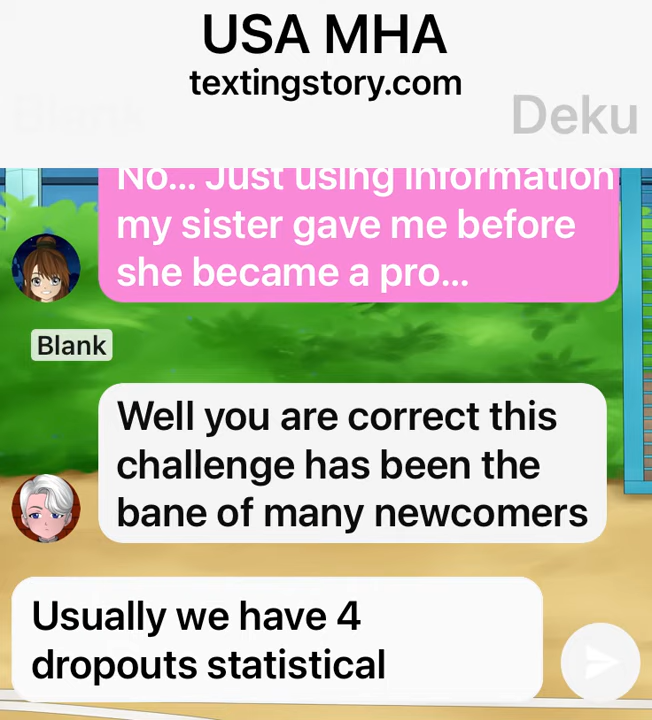 USA MHA
textingstory.com
Blank
Deku
No... Just using information
my sister gave me before
she became a pro...
Blank
Well you are correct this
challenge has been the
bane of many newcomers
Usually we have 4
dropouts statistical